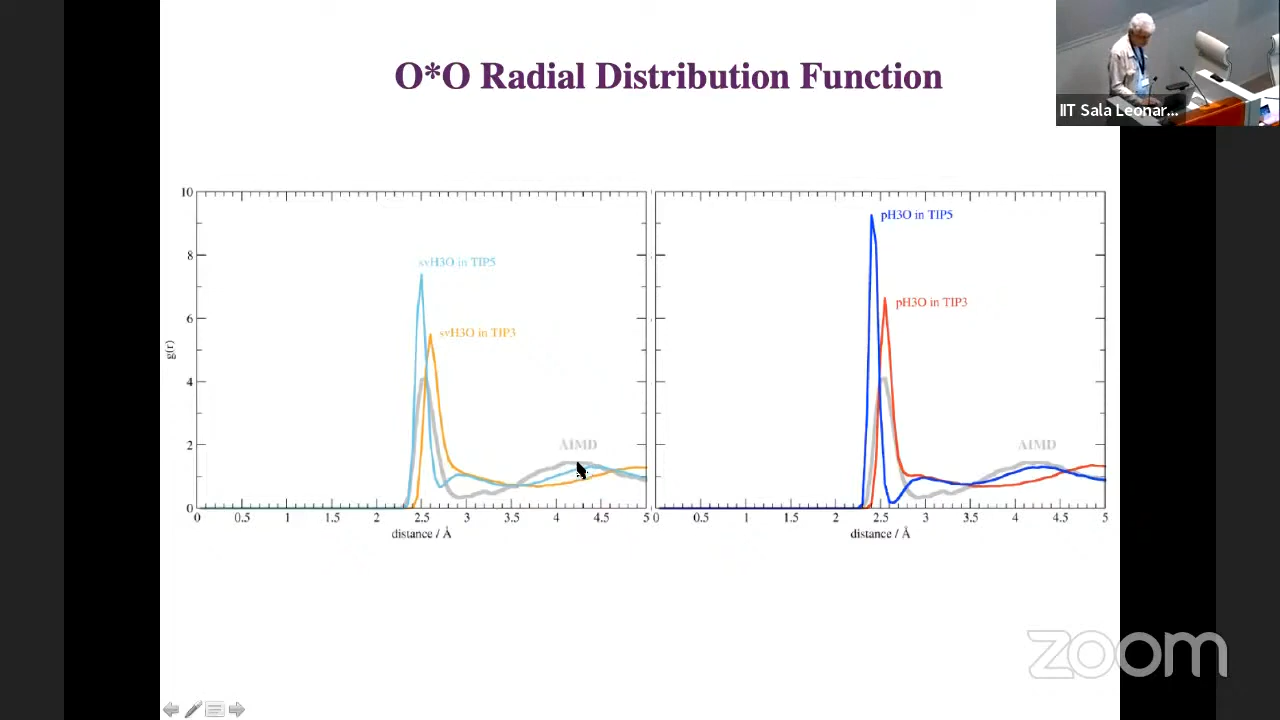 O*O Radial Distribution Function
IIT Sala Leonar...
10
8
6
4
2
0
g(r)
svH3O in TIP5
svH3O in TIP3
AIMD
0 0.5 1 1.5 2 2.5 3 3.5 4 4.5 5
distance / Å
pH3O in TIP5
pH3O in TIP3
AIMD
0 0.5 1 1.5 2 2.5 3 3.5 4 4.5 5
distance / Å
zoom